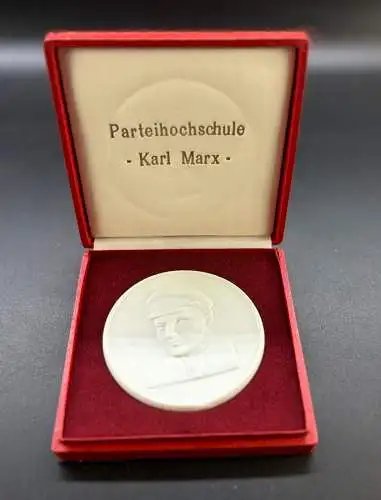 Parteihochschule
- Karl Marx -